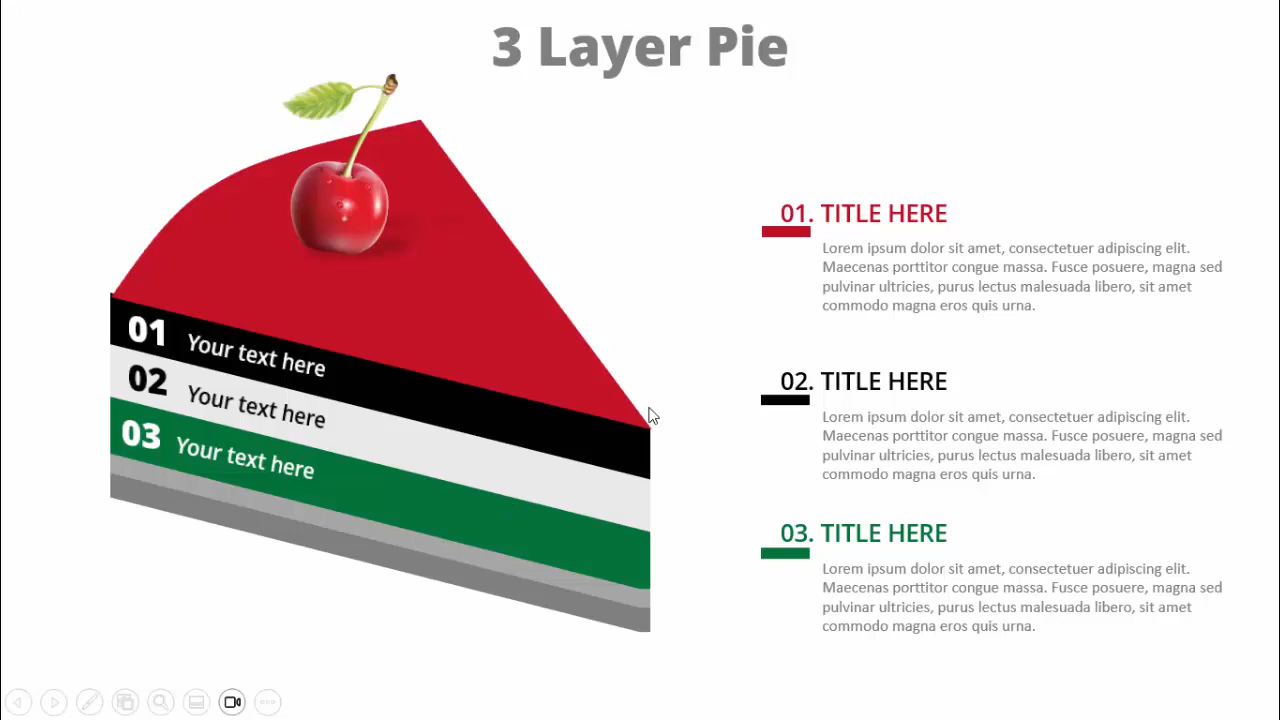 3 Layer Pie
01 Your text here
02 Your text here
03 Your text here
01. TITLE HERE
Lorem ipsum dolor sit amet, consectetuer adipiscing elit.
Maecenas porttitor congue massa. Fusce posuere, magna sed
pulvinar ultricies, purus lectus malesuada libero, sit amet
commodo magna eros quis urna.
02. TITLE HERE
Lorem ipsum dolor sit amet, consectetuer adipiscing elit.
Maecenas porttitor congue massa. Fusce posuere, magna sed
pulvinar ultricies, purus lectus malesuada libero, sit amet
commodo magna eros quis urna.
03. TITLE HERE
Lorem ipsum dolor sit amet, consectetuer adipiscing elit.
Maecenas porttitor congue massa. Fusce posuere, magna sed
pulvinar ultricies, purus lectus malesuada libero, sit amet
commodo magna eros quis urna.